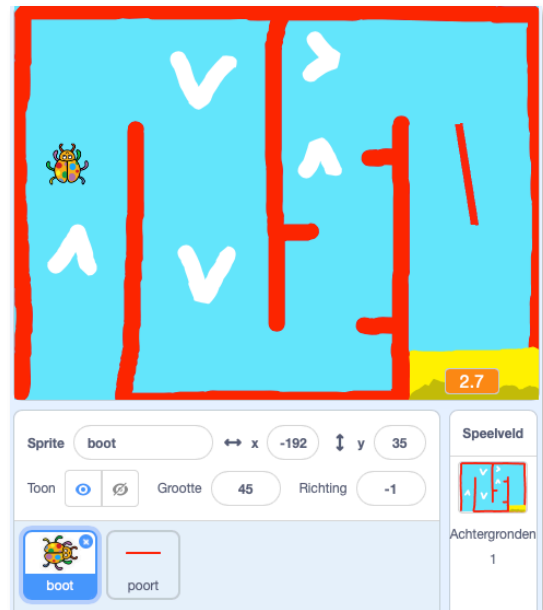 2.7
Sprite boot x -192 y 35
Toon Grootte 45 Richting -1
boot
poort
Speelveld
Achtergronden
1